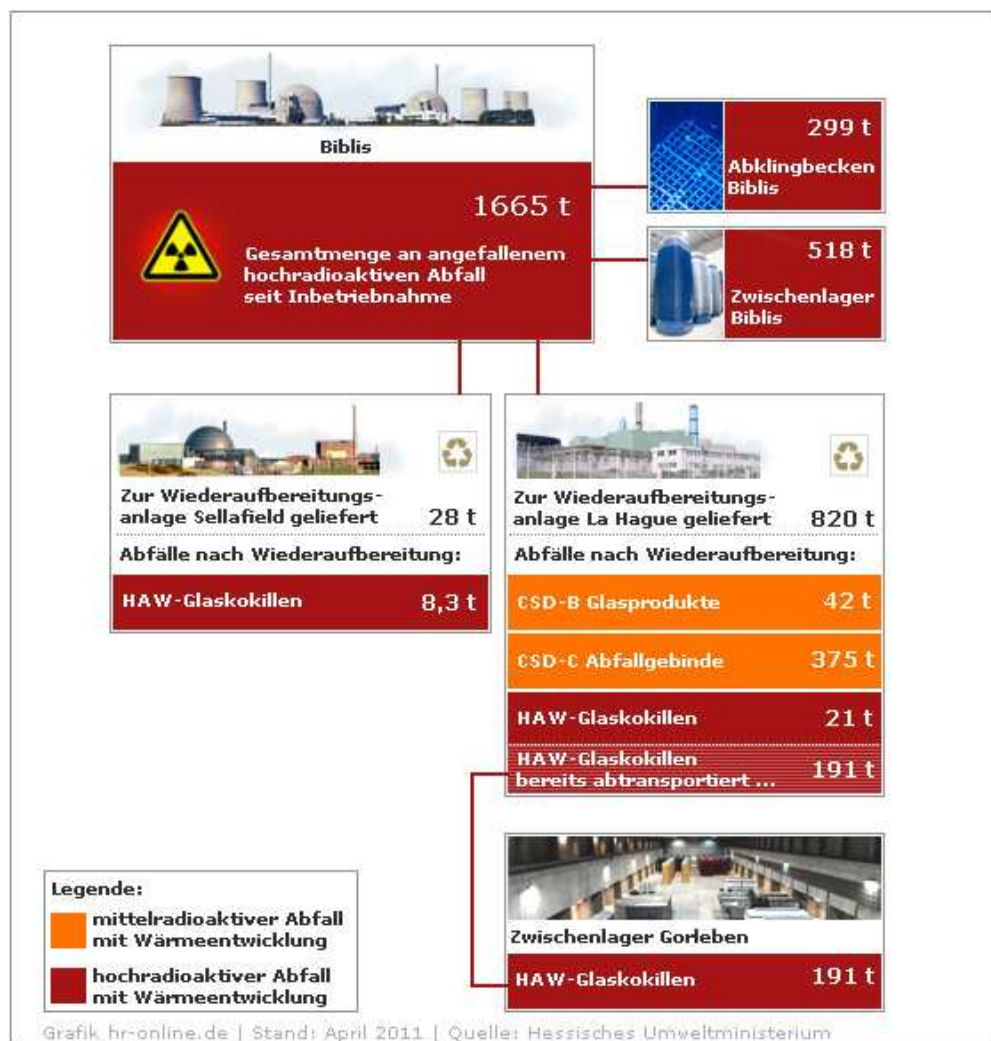 Biblis
1665 t
Gesamtmenge an angefallenem
hochradioaktiven Abfall
seit Inbetriebnahme
299 t
Abklingbecken
Biblis
518 t
Zwischenlager
Biblis
Zur Wiederaufbereitungs-
anlage Sellafield geliefert 28 t
Abfälle nach Wiederaufbereitung:
HAW-Glaskokillen 8,3 t
Zur Wiederaufbereitungs-
anlage La Hague geliefert 820 t
Abfälle nach Wiederaufbereitung:
CSD-B Glasprodukte 42 t
CSD-C Abfallgebinde 375 t
HAW-Glaskokillen 21 t
HAW-Glaskokillen
bereits abtransportiert ... 191 t
Zwischenlager Gorleben
HAW-Glaskokillen 191 t
Legende:
mittelradioaktiver Abfall
mit Wärmeentwicklung
hochradioaktiver Abfall
mit Wärmeentwicklung
Grafik hr-online.de | Stand: April 2011 | Quelle: Hessisches Umweltministerium